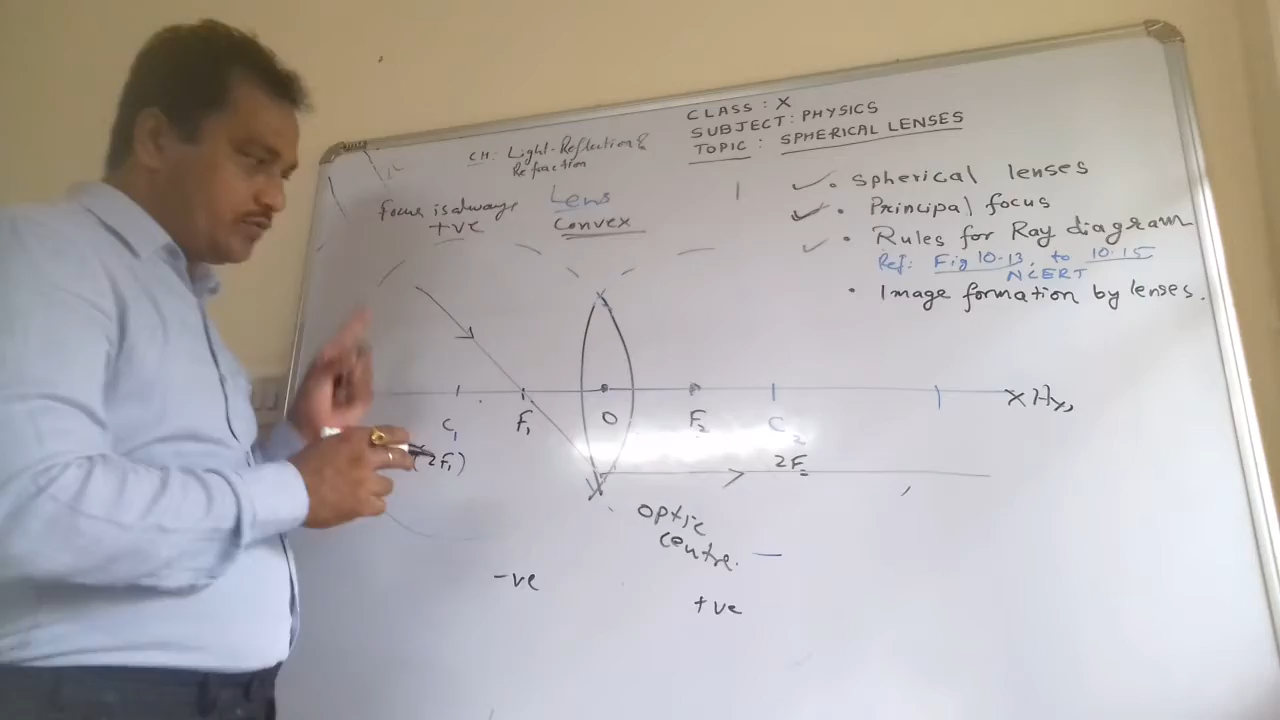 CLASS : X
SUBJECT: PHYSICS
TOPIC : SPHERICAL LENSES
CH: Light-Reflection &
Refraction
Focus is always
+ve
Lens
Convex
• Spherical lenses
• Principal focus
• Rules for Ray diagram
Ref: Fig 10.13, to 10.15
NCERT
• Image formation by lenses.
C1
F1
O
F2
C2
(2F1)
2F2
optic
centre.
-ve
+ve